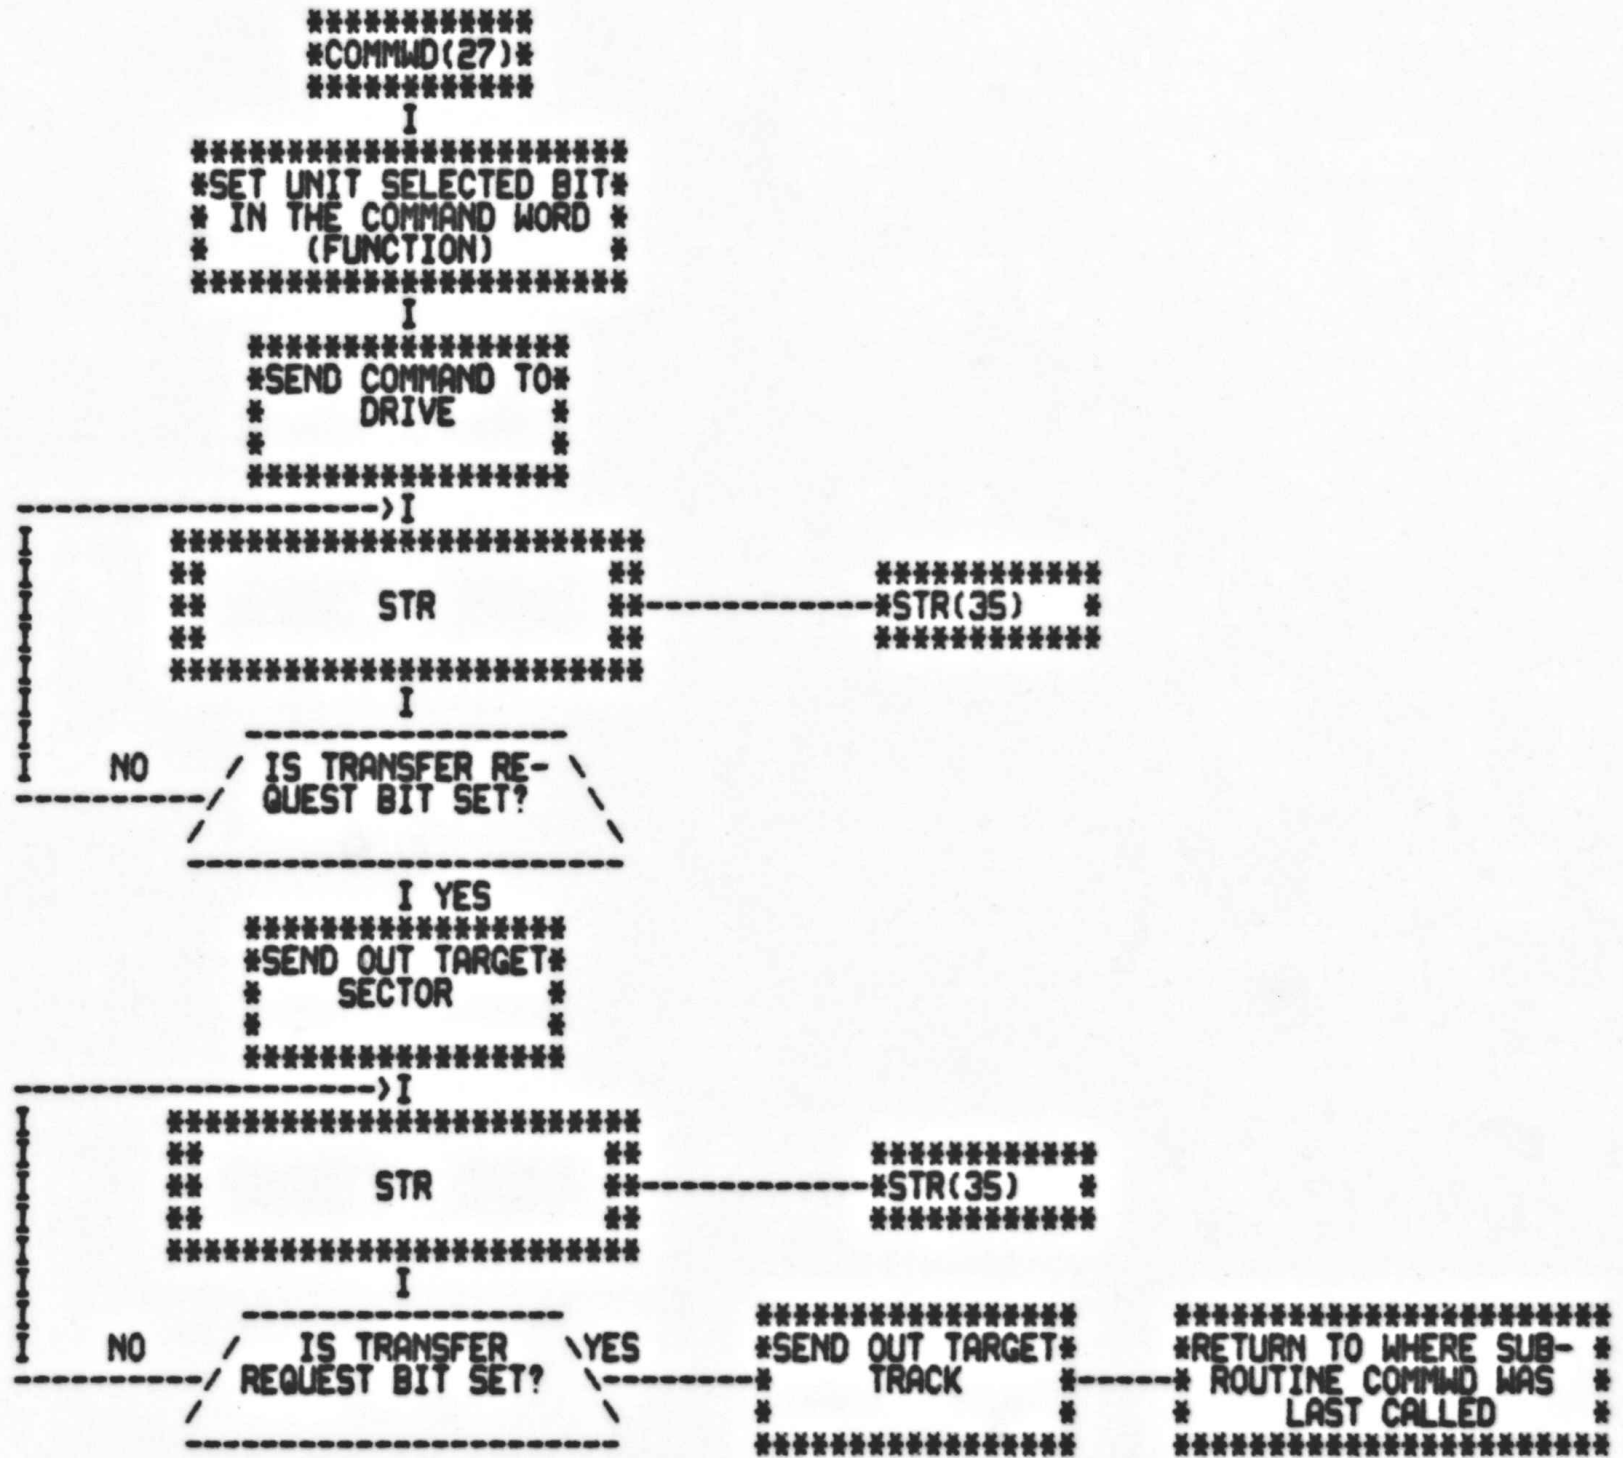 COMMWD(27)
SET UNIT SELECTED BIT
IN THE COMMAND WORD
(FUNCTION)
SEND COMMAND TO
DRIVE
STR
STR(35)
NO
IS TRANSFER RE-
QUEST BIT SET?
YES
SEND OUT TARGET
SECTOR
STR
STR(35)
NO
IS TRANSFER
REQUEST BIT SET?
YES
SEND OUT TARGET
TRACK
RETURN TO WHERE SUB-
ROUTINE COMMWD WAS
LAST CALLED